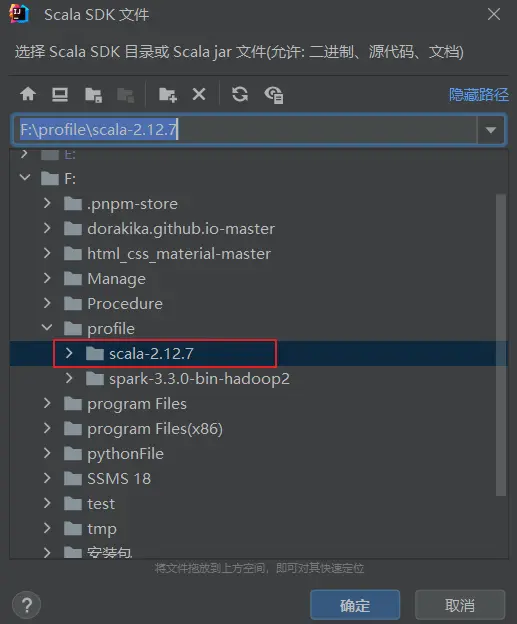 Scala SDK 文件
选择 Scala SDK 目录或 Scala jar 文件(允许: 二进制、源代码、文档)
隐藏路径
F:\profile\scala-2.12.7
E:
F:
.pnpm-store
dorakika.github.io-master
html_css_material-master
Manage
Procedure
profile
scala-2.12.7
spark-3.3.0-bin-hadoop2
program Files
program Files(x86)
pythonFile
SSMS 18
test
tmp
安装包
将文件拖放到上方空间，即可对其快速定位
?
确定
取消